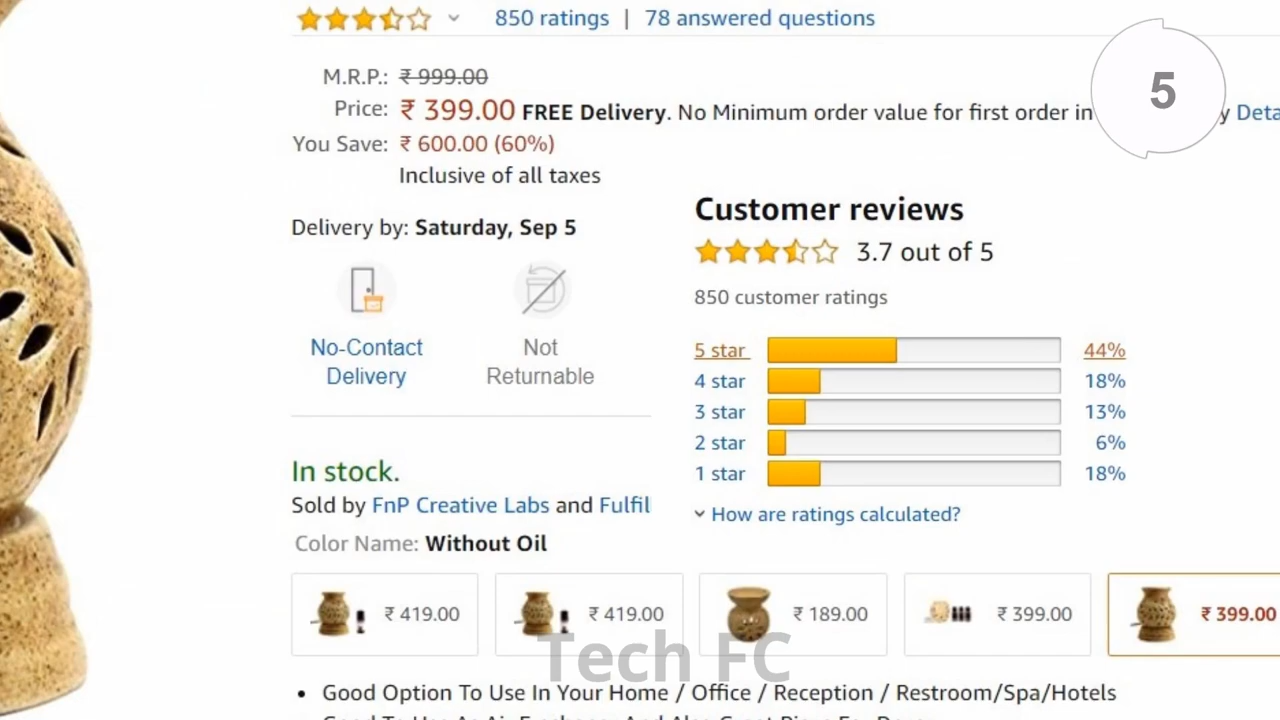 850 ratings | 78 answered questions
M.R.P.: ₹ 999.00
Price: ₹ 399.00 FREE Delivery. No Minimum order value for first order in
y Deta
5
You Save: ₹ 600.00 (60%)
Inclusive of all taxes
Delivery by: Saturday, Sep 5
No-Contact
Delivery
Not
Returnable
Customer reviews
3.7 out of 5
850 customer ratings
5 star 44%
4 star 18%
3 star 13%
2 star 6%
1 star 18%
How are ratings calculated?
In stock.
Sold by FnP Creative Labs and Fulfil
Color Name: Without Oil
₹ 419.00 ₹ 419.00 ₹ 189.00 ₹ 399.00 ₹ 399.00
Tech FC
• Good Option To Use In Your Home / Office / Reception / Restroom/Spa/Hotels